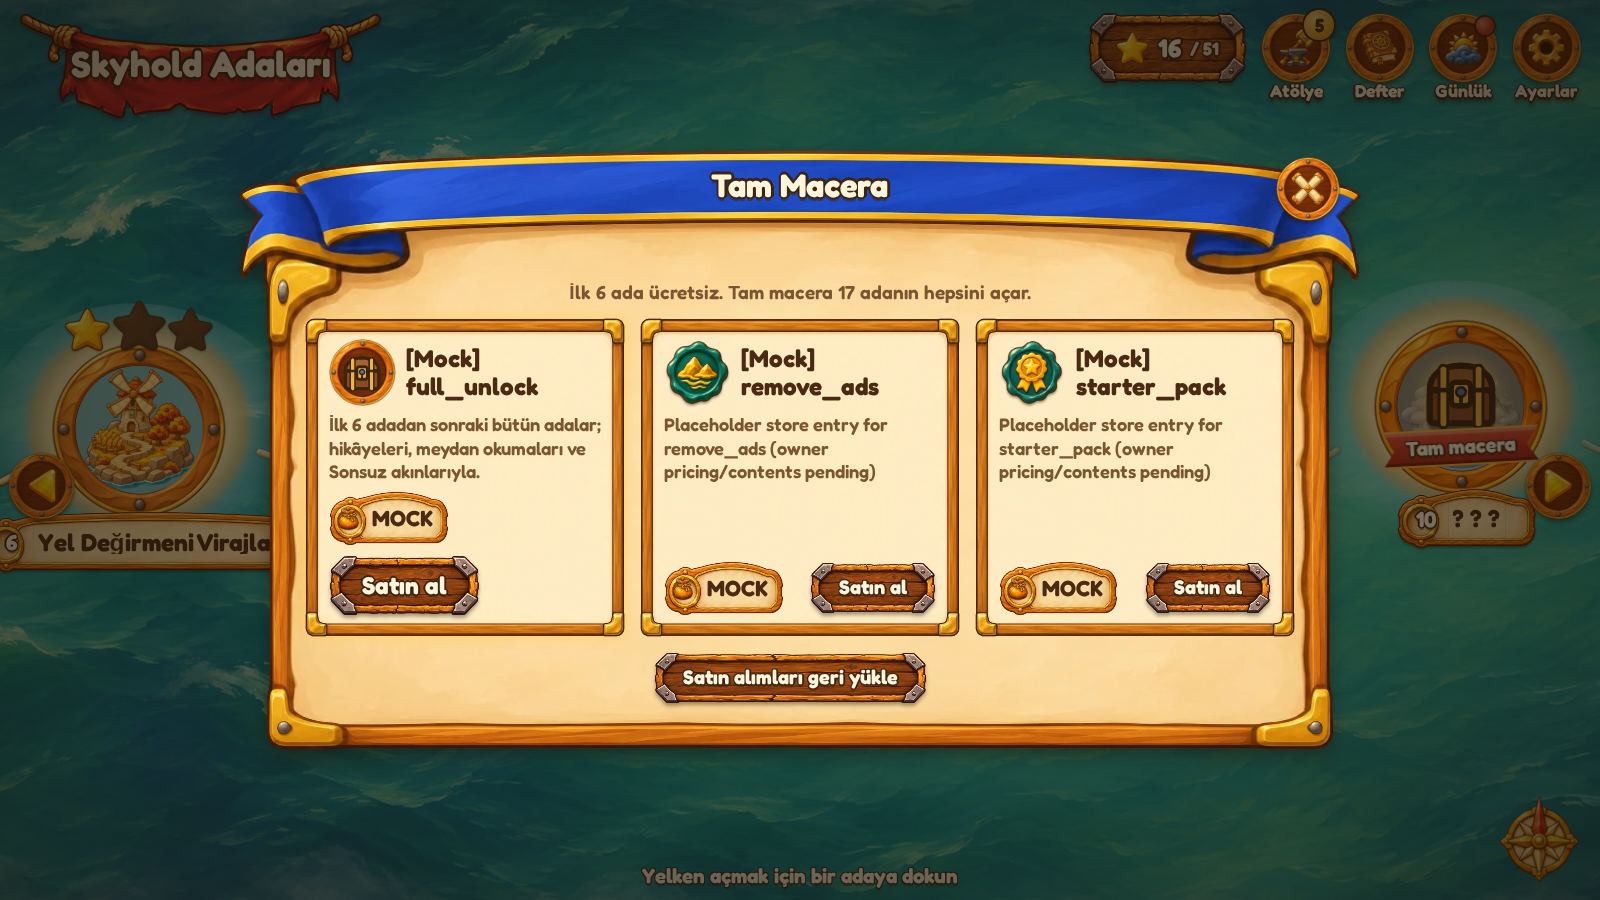 Skyhold Adaları
16 / 51
5
Atölye
Defter
Günlük
Ayarlar
Tam Macera
İlk 6 ada ücretsiz. Tam macera 17 adanın hepsini açar.
[Mock]
full_unlock
İlk 6 adadan sonraki bütün adalar;
hikâyeleri, meydan okumaları ve
Sonsuz akınlarıyla.
MOCK
Satın al
[Mock]
remove_ads
Placeholder store entry for
remove_ads (owner
pricing/contents pending)
MOCK
Satın al
[Mock]
starter_pack
Placeholder store entry for
starter_pack (owner
pricing/contents pending)
MOCK
Satın al
Satın alımları geri yükle
6 Yel Değirmeni Virajla
Tam macera
10 ? ? ?
Yelken açmak için bir adaya dokun